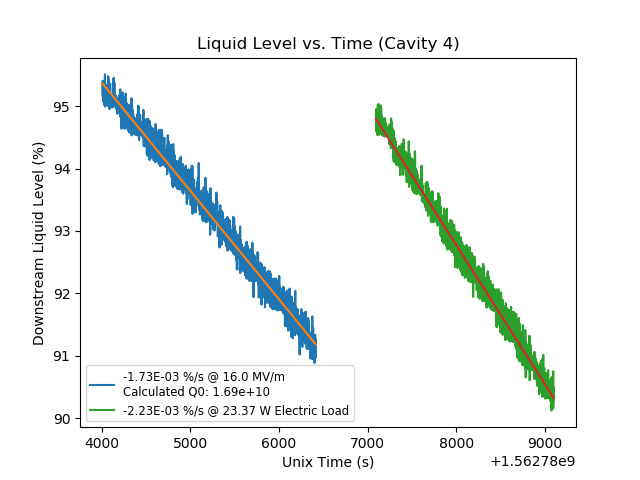 Liquid Level vs. Time (Cavity 4)
Downstream Liquid Level (%)
95
94
93
92
91
90
-1.73E-03 %/s @ 16.0 MV/m
Calculated Q0: 1.69e+10
-2.23E-03 %/s @ 23.37 W Electric Load
4000 5000 6000 7000 8000 9000
Unix Time (s)
+1.56278e9